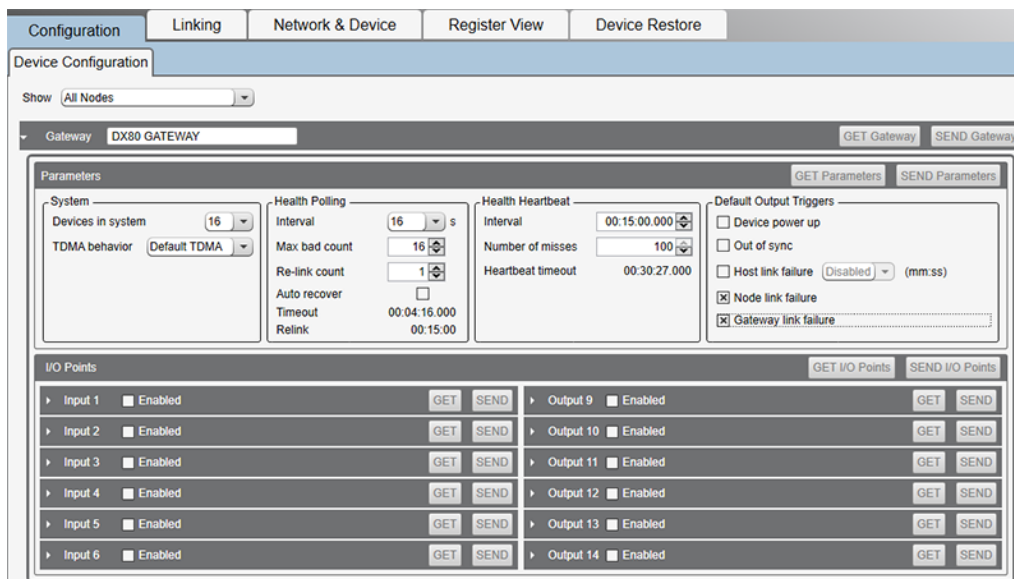 Configuration Linking Network & Device Register View Device Restore
Device Configuration
Show All Nodes
Gateway DX80 GATEWAY GET Gateway SEND Gateway
Parameters GET Parameters SEND Parameters
System
Devices in system 16
TDMA behavior Default TDMA
Health Polling
Interval 16 s
Max bad count 16
Re-link count 1
Auto recover
Timeout 00:04:16.000
Relink 00:15:00
Health Heartbeat
Interval 00:15:00.000
Number of misses 100
Heartbeat timeout 00:30:27.000
Default Output Triggers
Device power up
Out of sync
Host link failure Disabled (mm:ss)
Node link failure
Gateway link failure
I/O Points GET I/O Points SEND I/O Points
Input 1 Enabled GET SEND Output 9 Enabled GET SEND
Input 2 Enabled GET SEND Output 10 Enabled GET SEND
Input 3 Enabled GET SEND Output 11 Enabled GET SEND
Input 4 Enabled GET SEND Output 12 Enabled GET SEND
Input 5 Enabled GET SEND Output 13 Enabled GET SEND
Input 6 Enabled GET SEND Output 14 Enabled GET SEND